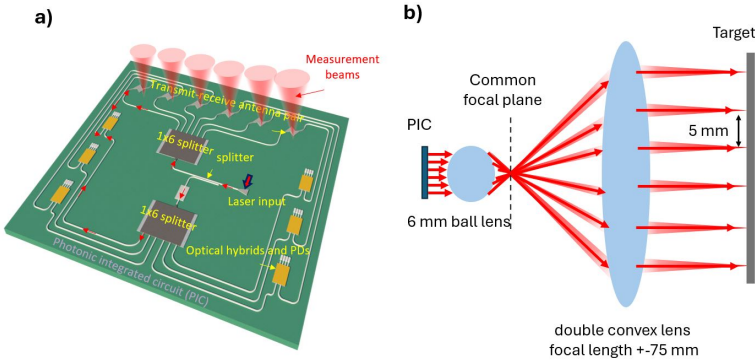 a)
Measurement
beams
Transmit-receive antenna pair
1x6 splitter
splitter
Laser input
1x6 splitter
Optical hybrids and PDs
Photonic integrated circuit (PIC)
b)
Target
Common
focal plane
PIC
5 mm
6 mm ball lens
double convex lens
focal length +-75 mm